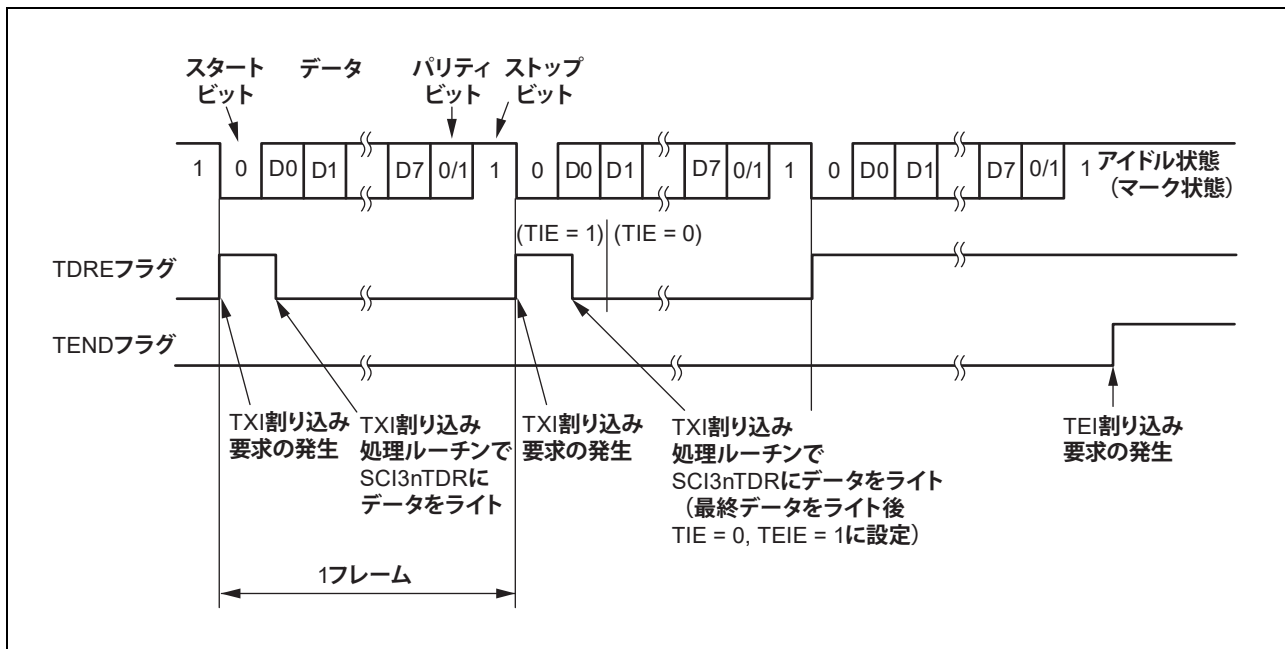 スタート
ビット
データ
パリティ
ビット
ストップ
ビット
1 0 D0 D1 D7 0/1 1 0 D0 D1 D7 0/1 1 0 D0 D1 D7 0/1 1 アイドル状態
(マーク状態)
(TIE = 1) (TIE = 0)
TDREフラグ
TENDフラグ
TXI割り込み
要求の発生
TXI割り込み
処理ルーチンで
SCI3nTDRに
データをライト
TXI割り込み
要求の発生
TXI割り込み
処理ルーチンで
SCI3nTDRにデータをライト
(最終データをライト後
TIE = 0, TEIE = 1に設定)
TEI割り込み
要求の発生
1フレーム